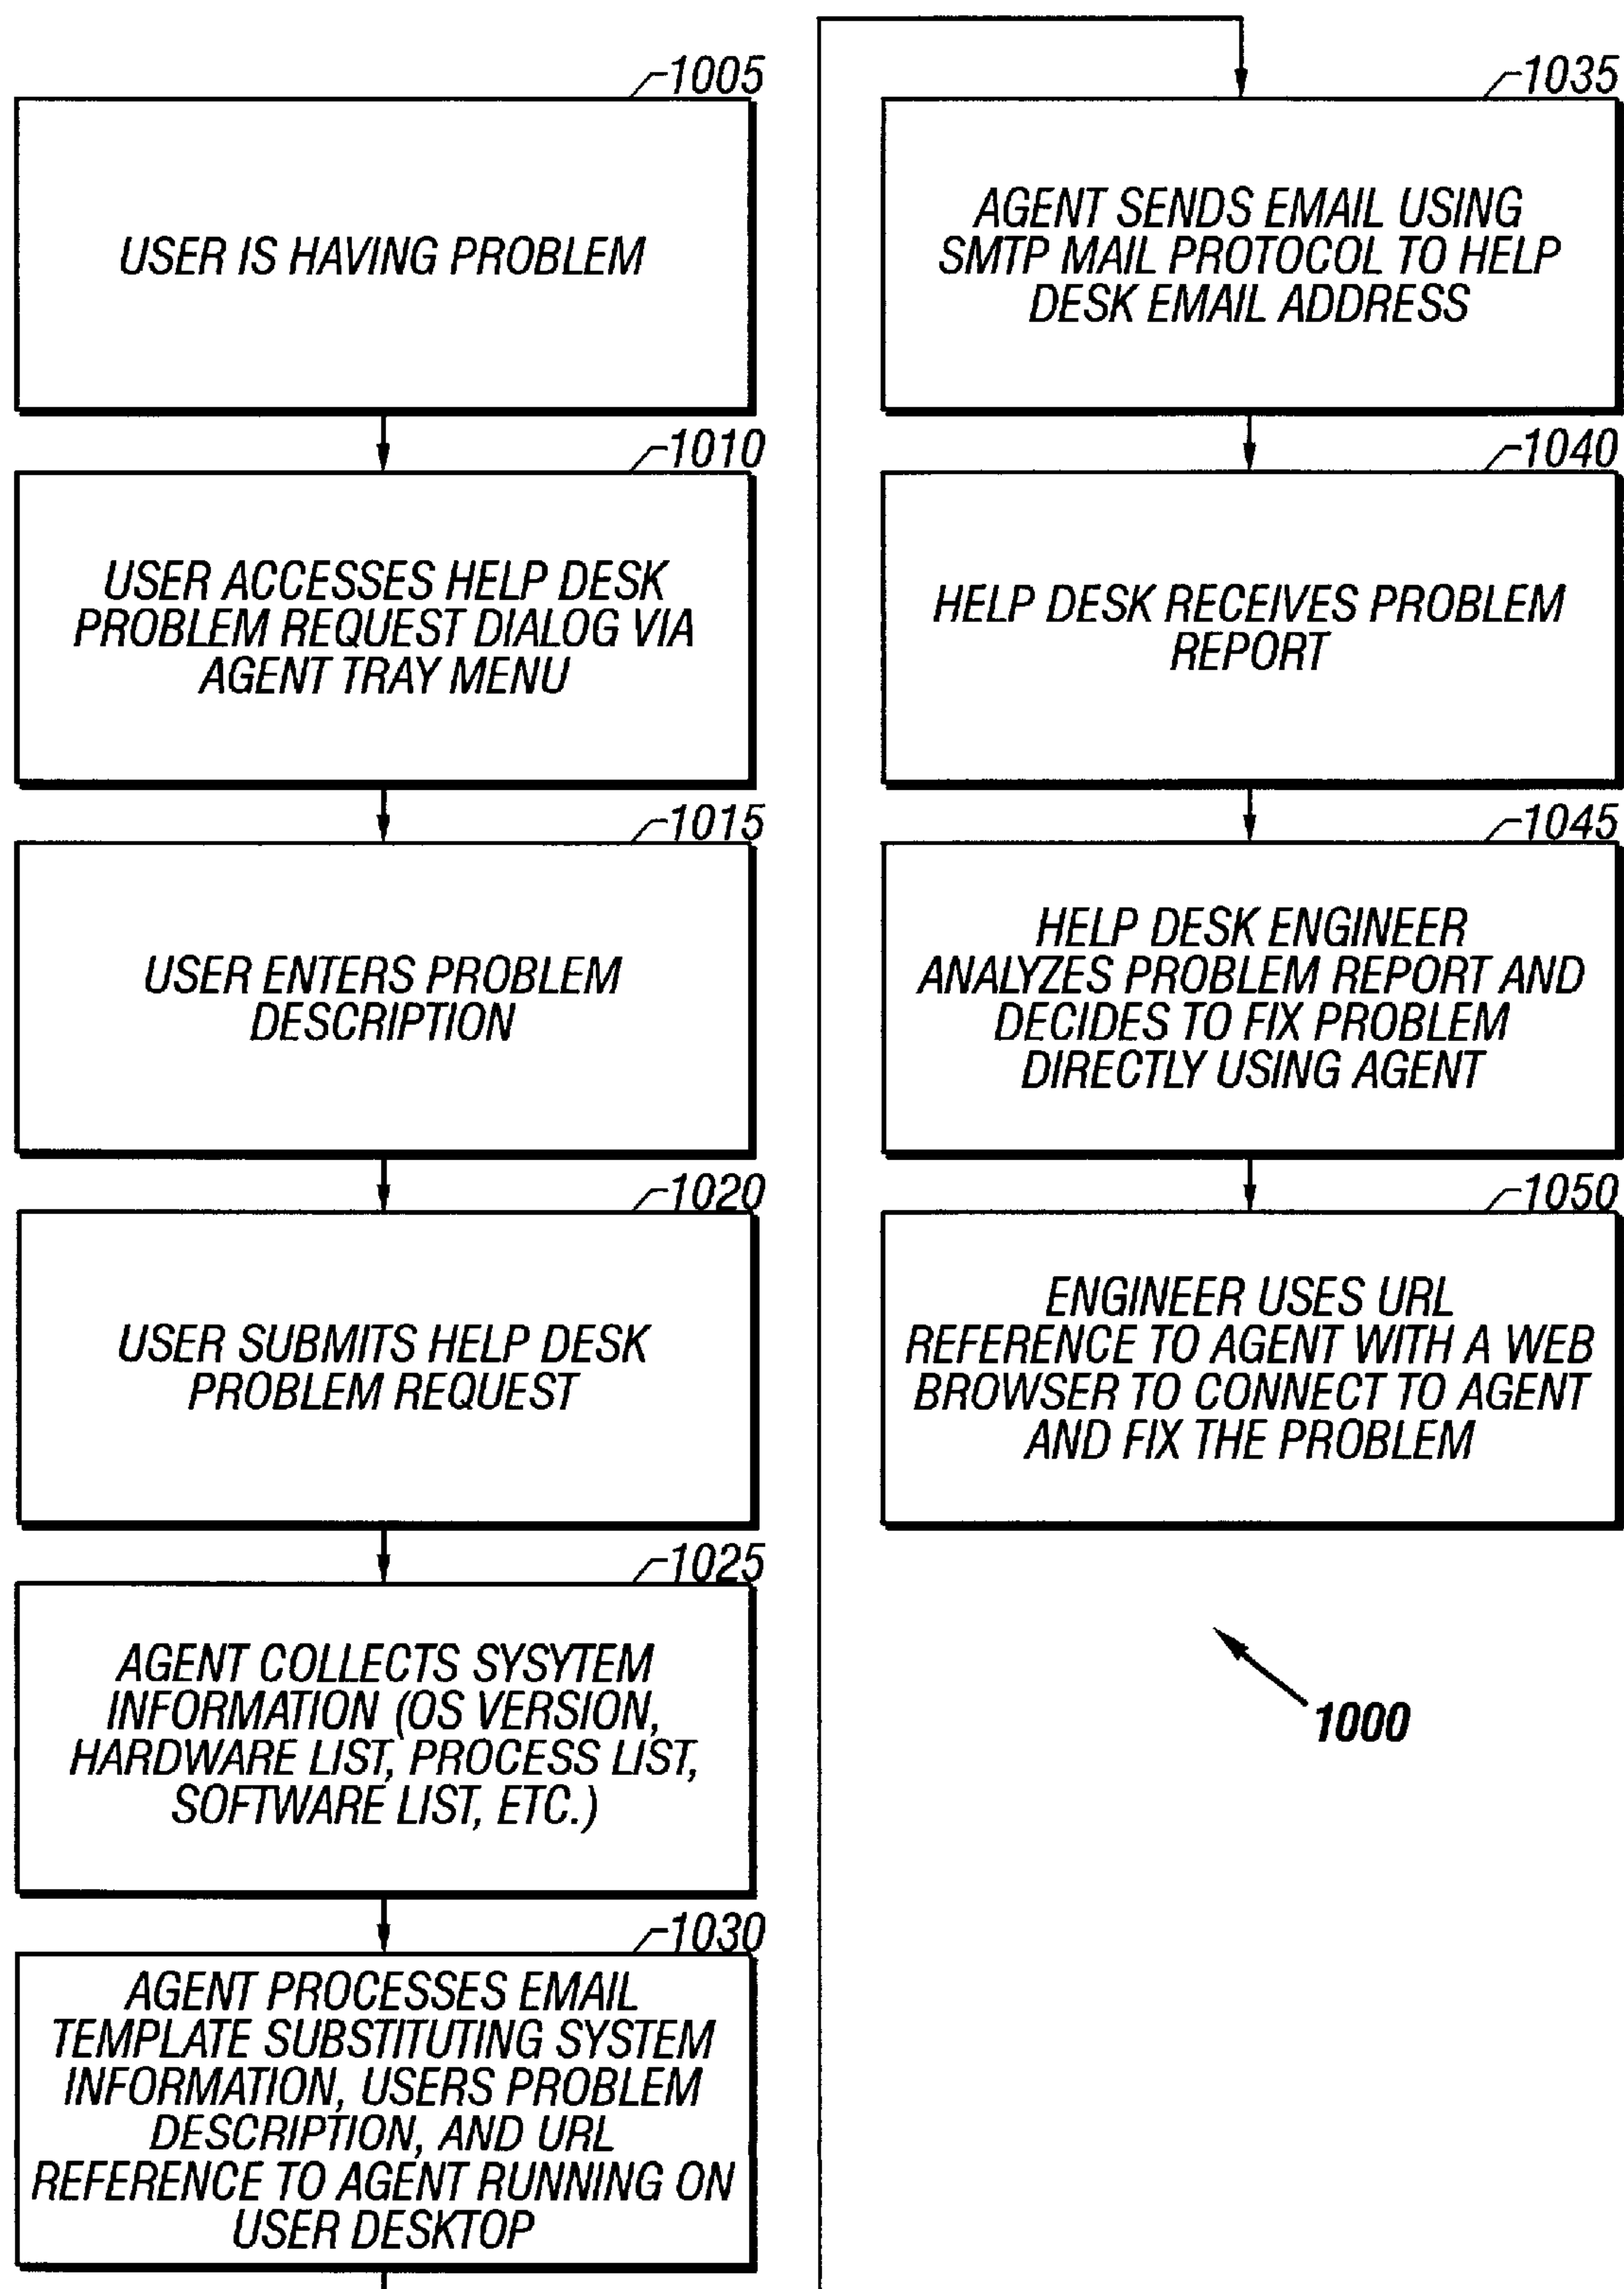 1005
USER IS HAVING PROBLEM
1010
USER ACCESSES HELP DESK
PROBLEM REQUEST DIALOG VIA
AGENT TRAY MENU
1015
USER ENTERS PROBLEM
DESCRIPTION
1020
USER SUBMITS HELP DESK
PROBLEM REQUEST
1025
AGENT COLLECTS SYSYTEM
INFORMATION (OS VERSION,
HARDWARE LIST, PROCESS LIST,
SOFTWARE LIST, ETC.)
1030
AGENT PROCESSES EMAIL
TEMPLATE SUBSTITUTING SYSTEM
INFORMATION, USERS PROBLEM
DESCRIPTION, AND URL
REFERENCE TO AGENT RUNNING ON
USER DESKTOP
1035
AGENT SENDS EMAIL USING
SMTP MAIL PROTOCOL TO HELP
DESK EMAIL ADDRESS
1040
HELP DESK RECEIVES PROBLEM
REPORT
1045
HELP DESK ENGINEER
ANALYZES PROBLEM REPORT AND
DECIDES TO FIX PROBLEM
DIRECTLY USING AGENT
1050
ENGINEER USES URL
REFERENCE TO AGENT WITH A WEB
BROWSER TO CONNECT TO AGENT
AND FIX THE PROBLEM
1000